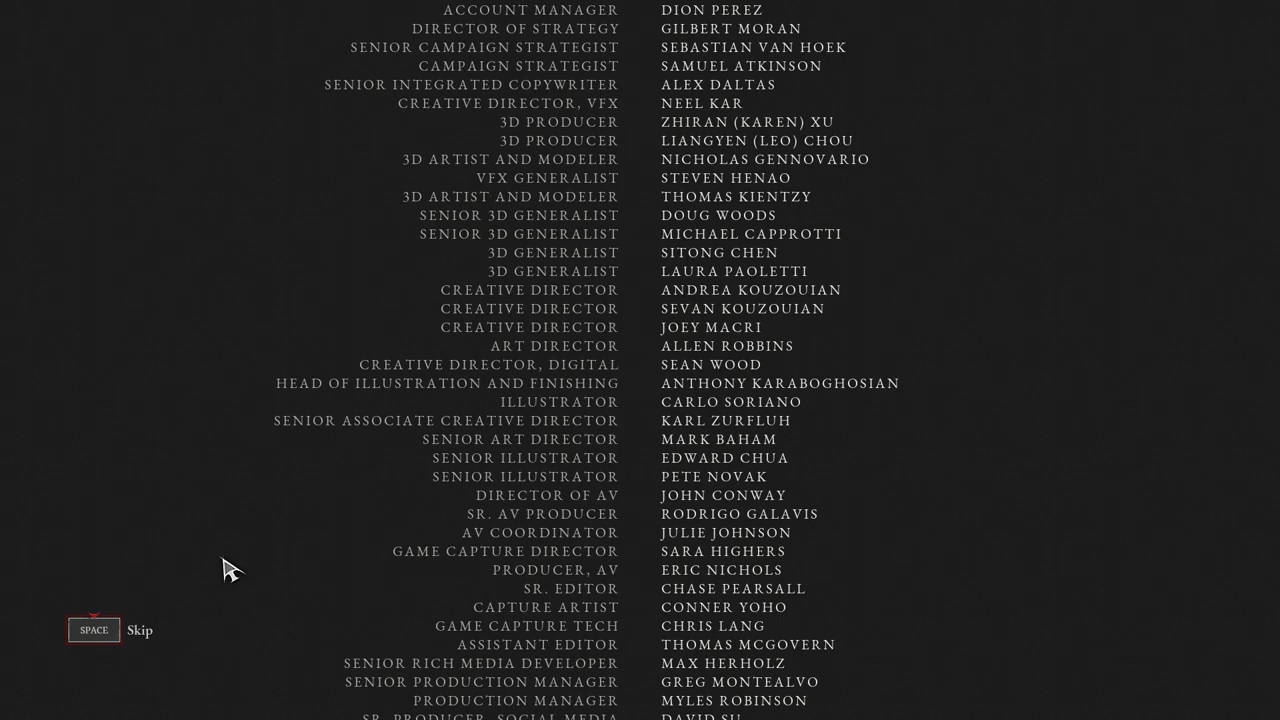 ACCOUNT MANAGER DION PEREZ
DIRECTOR OF STRATEGY GILBERT MORAN
SENIOR CAMPAIGN STRATEGIST SEBASTIAN VAN HOEK
CAMPAIGN STRATEGIST SAMUEL ATKINSON
SENIOR INTEGRATED COPYWRITER ALEX DALTAS
CREATIVE DIRECTOR, VFX NEEL KAR
3D PRODUCER ZHIRAN (KAREN) XU
3D PRODUCER LIANGYEN (LEO) CHOU
3D ARTIST AND MODELER NICHOLAS GENNOVARIO
VFX GENERALIST STEVEN HENAO
3D ARTIST AND MODELER THOMAS KIENTZY
SENIOR 3D GENERALIST DOUG WOODS
SENIOR 3D GENERALIST MICHAEL CAPPROTTI
3D GENERALIST SITONG CHEN
3D GENERALIST LAURA PAOLETTI
CREATIVE DIRECTOR ANDREA KOUZOUIAN
CREATIVE DIRECTOR SEVAN KOUZOUIAN
CREATIVE DIRECTOR JOEY MACRI
ART DIRECTOR ALLEN ROBBINS
CREATIVE DIRECTOR, DIGITAL SEAN WOOD
HEAD OF ILLUSTRATION AND FINISHING ANTHONY KARABOGHOSIAN
ILLUSTRATOR CARLO SORIANO
SENIOR ASSOCIATE CREATIVE DIRECTOR KARL ZURFLUH
SENIOR ART DIRECTOR MARK BAHAM
SENIOR ILLUSTRATOR EDWARD CHUA
SENIOR ILLUSTRATOR PETE NOVAK
DIRECTOR OF AV JOHN CONWAY
SR. AV PRODUCER RODRIGO GALAVIS
AV COORDINATOR JULIE JOHNSON
GAME CAPTURE DIRECTOR SARA HIGHERS
PRODUCER, AV ERIC NICHOLS
SR. EDITOR CHASE PEARSALL
CAPTURE ARTIST CONNER YOHO
GAME CAPTURE TECH CHRIS LANG
SPACE Skip
ASSISTANT EDITOR THOMAS MCGOVERN
SENIOR RICH MEDIA DEVELOPER MAX HERHOLZ
SENIOR PRODUCTION MANAGER GREG MONTEALVO
PRODUCTION MANAGER MYLES ROBINSON
SR. PRODUCER, SOCIAL MEDIA DAVID SU